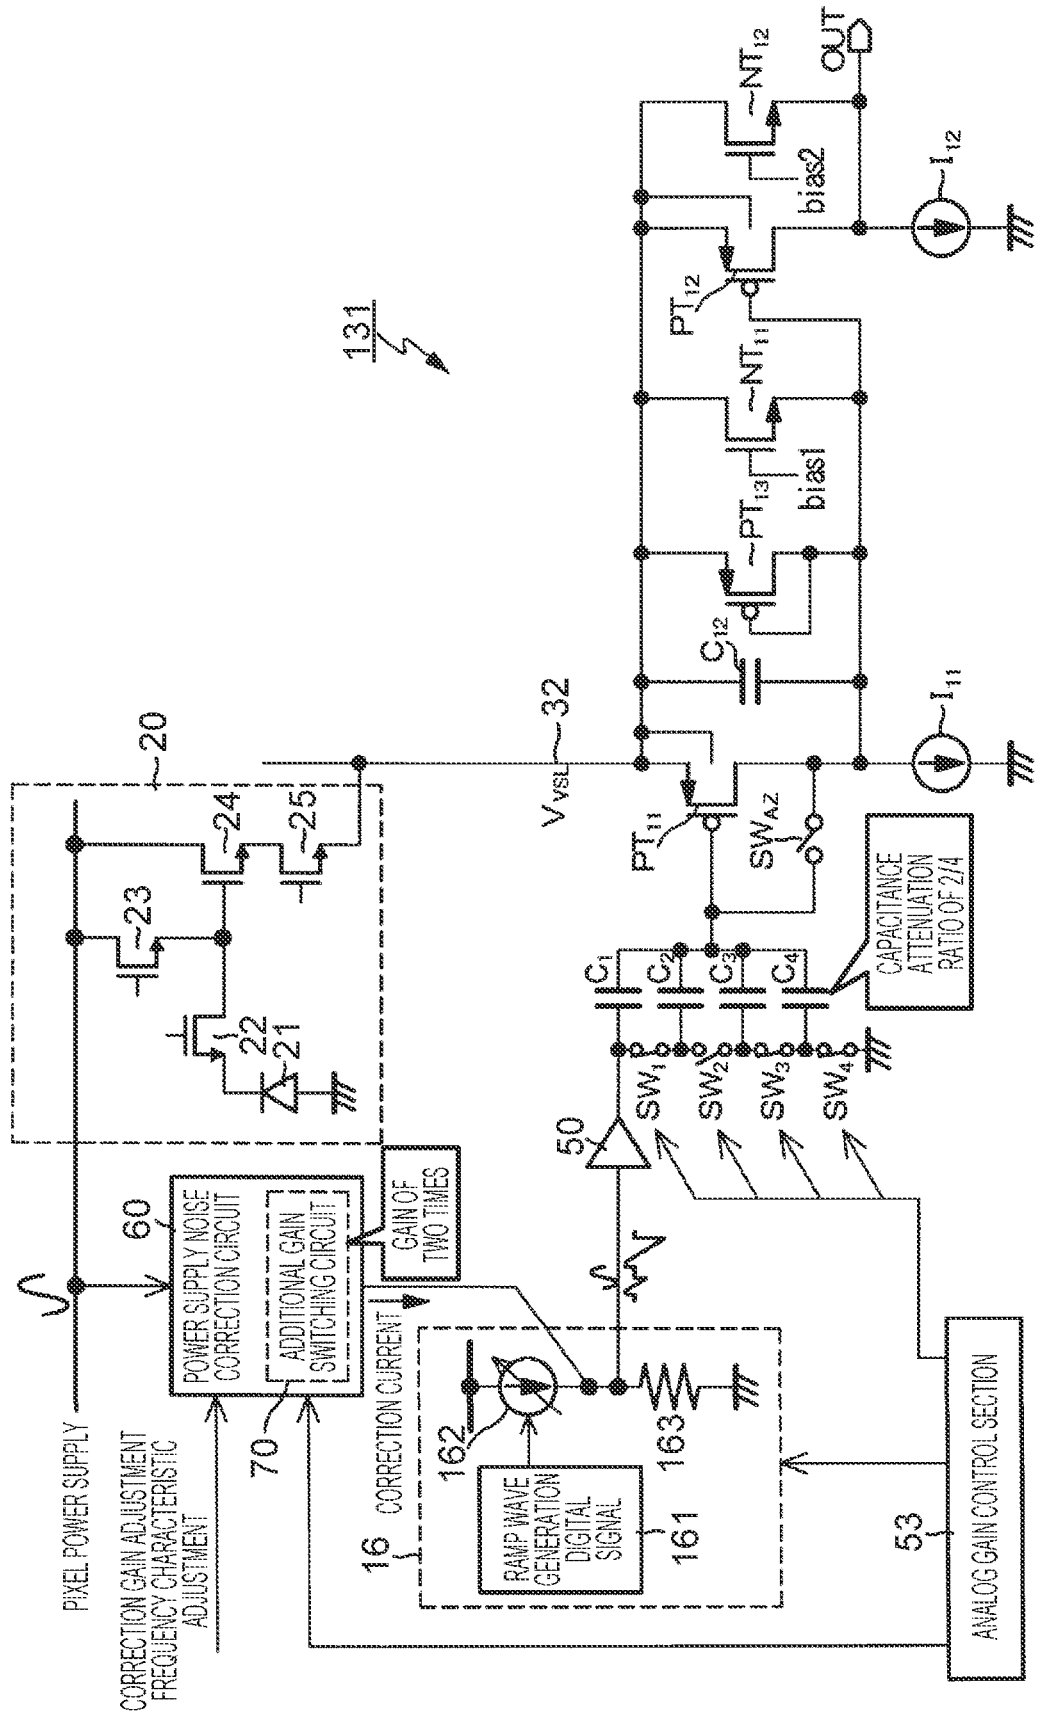 131
PIXEL POWER SUPPLY
CORRECTION GAIN ADJUSTMENT
FREQUENCY CHARACTERISTIC
ADJUSTMENT
60
POWER SUPPLY NOISE
CORRECTION CIRCUIT
ADDITIONAL GAIN
SWITCHING CIRCUIT
70
GAIN OF
TWO TIMES
CORRECTION CURRENT
20
21
22
23
24
25
VVSL
32
16
162
163
RAMP WAVE
GENERATION
DIGITAL
SIGNAL
161
50
C1
C2
C3
C4
SW1
SW2
SW3
SW4
CAPACITANCE
ATTENUATION
RATIO OF 2/4
PT11
SWAZ
C12
PT13
NT11
bias1
PT12
NT12
bias2
OUT
I11
I12
53
ANALOG GAIN CONTROL SECTION